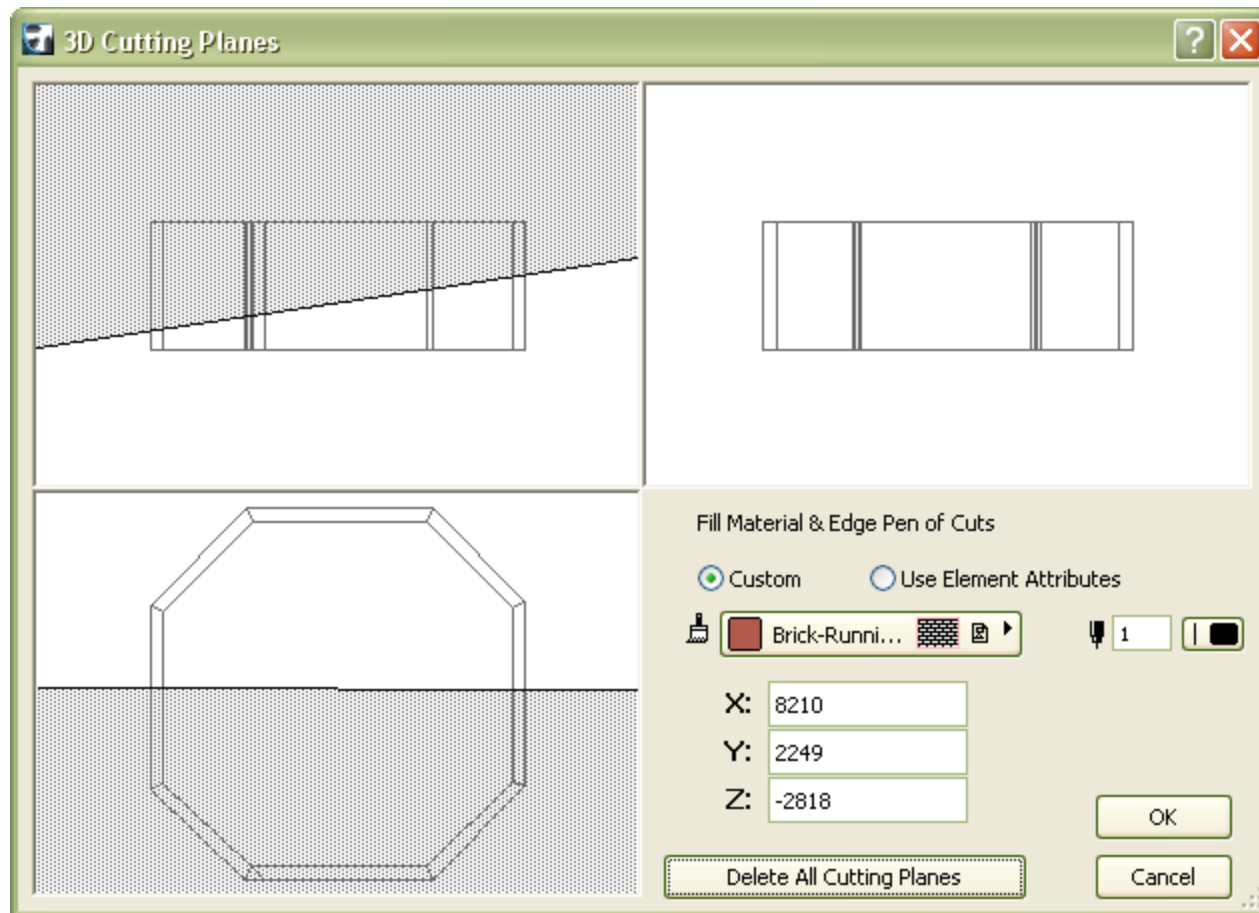 3D Cutting Planes
Fill Material & Edge Pen of Cuts
Custom
Use Element Attributes
Brick-Runni...
1
X: 8210
Y: 2249
Z: -2818
OK
Delete All Cutting Planes
Cancel